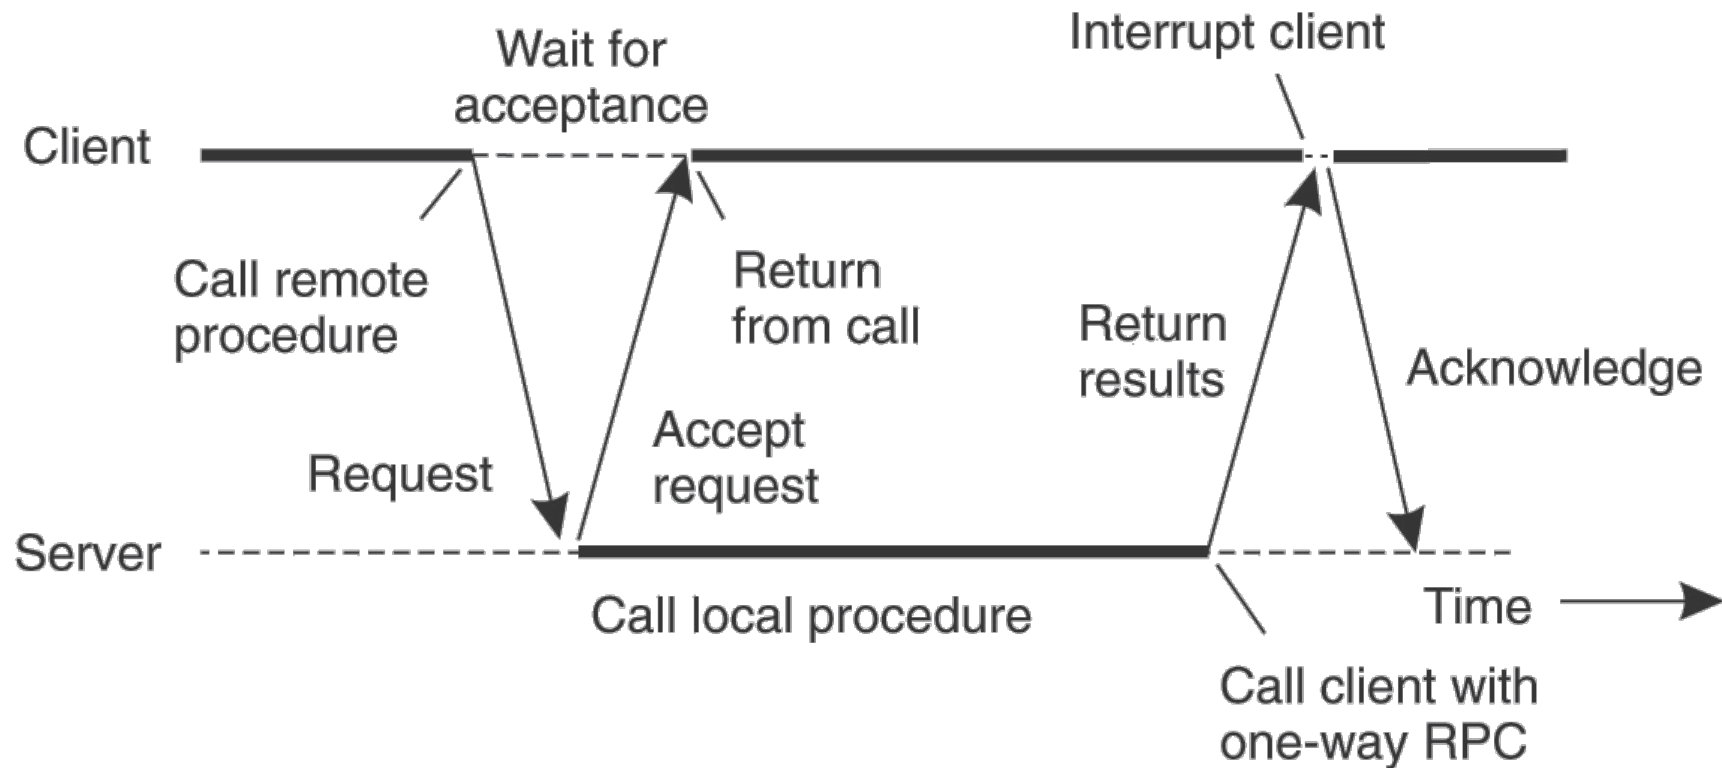 Wait for
acceptance
Interrupt client
Client
Call remote
procedure
Return
from call
Return
results
Acknowledge
Request
Accept
request
Server
Call local procedure
Time
Call client with
one-way RPC